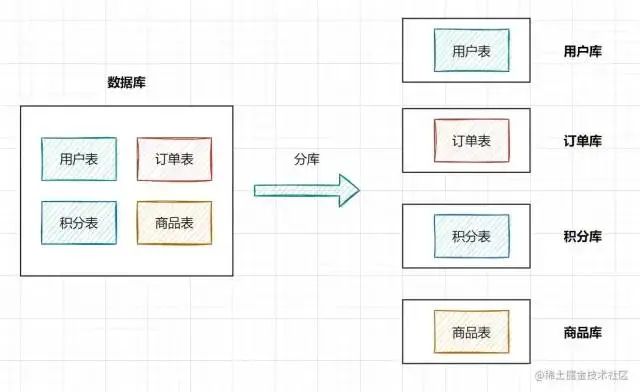 数据库
用户表
订单表
积分表
商品表
分库
用户表
用户库
订单表
订单库
积分表
积分库
商品表
商品库
@稀土掘金技术社区